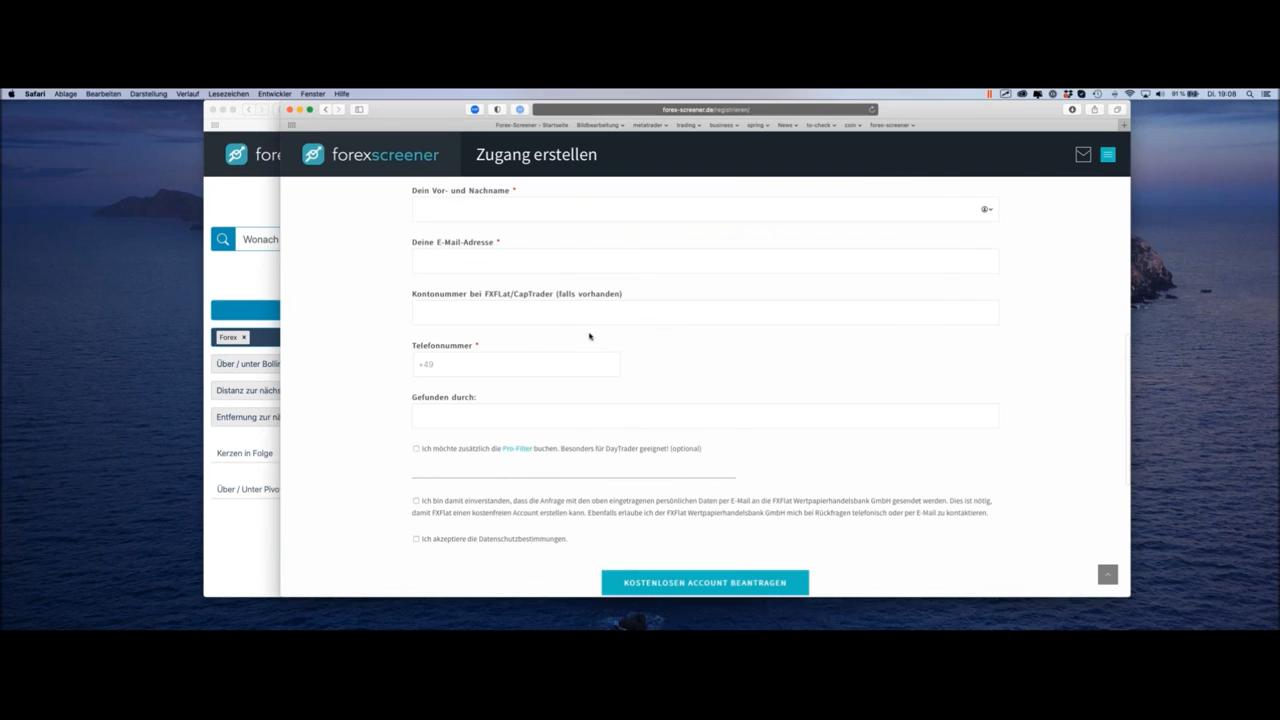 Safari Ablage Bearbeiten Darstellung Verlauf Lesezeichen Entwickler Fenster Hilfe
91 % Di. 19:08
forex-screener.de/registrieren/
Forex-Screener - Startseite Bildbearbeitung metatrader trading business spring News to-check coin forex-screener
fore
forexscreener
Zugang erstellen
Dein Vor- und Nachname *
Wonach
Deine E-Mail-Adresse *
Kontonummer bei FXFLat/CapTrader (falls vorhanden)
Forex ×
Telefonnummer *
+49
Über / unter Bollin
Distanz zur nächs
Gefunden durch:
Entfernung zur nä
Ich möchte zusätzlich die Pro-Filter buchen. Besonders für DayTrader geeignet! (optional)
Kerzen in Folge
Über / Unter Pivo
Ich bin damit einverstanden, dass die Anfrage mit den oben eingetragenen persönlichen Daten per E-Mail an die FXFlat Wertpapierhandelsbank GmbH gesendet werden. Dies ist nötig,
damit FXFlat einen kostenfreien Account erstellen kann. Ebenfalls erlaube ich der FXFlat Wertpapierhandelsbank GmbH mich bei Rückfragen telefonisch oder per E-Mail zu kontaktieren.
Ich akzeptiere die Datenschutzbestimmungen.
KOSTENLOSEN ACCOUNT BEANTRAGEN